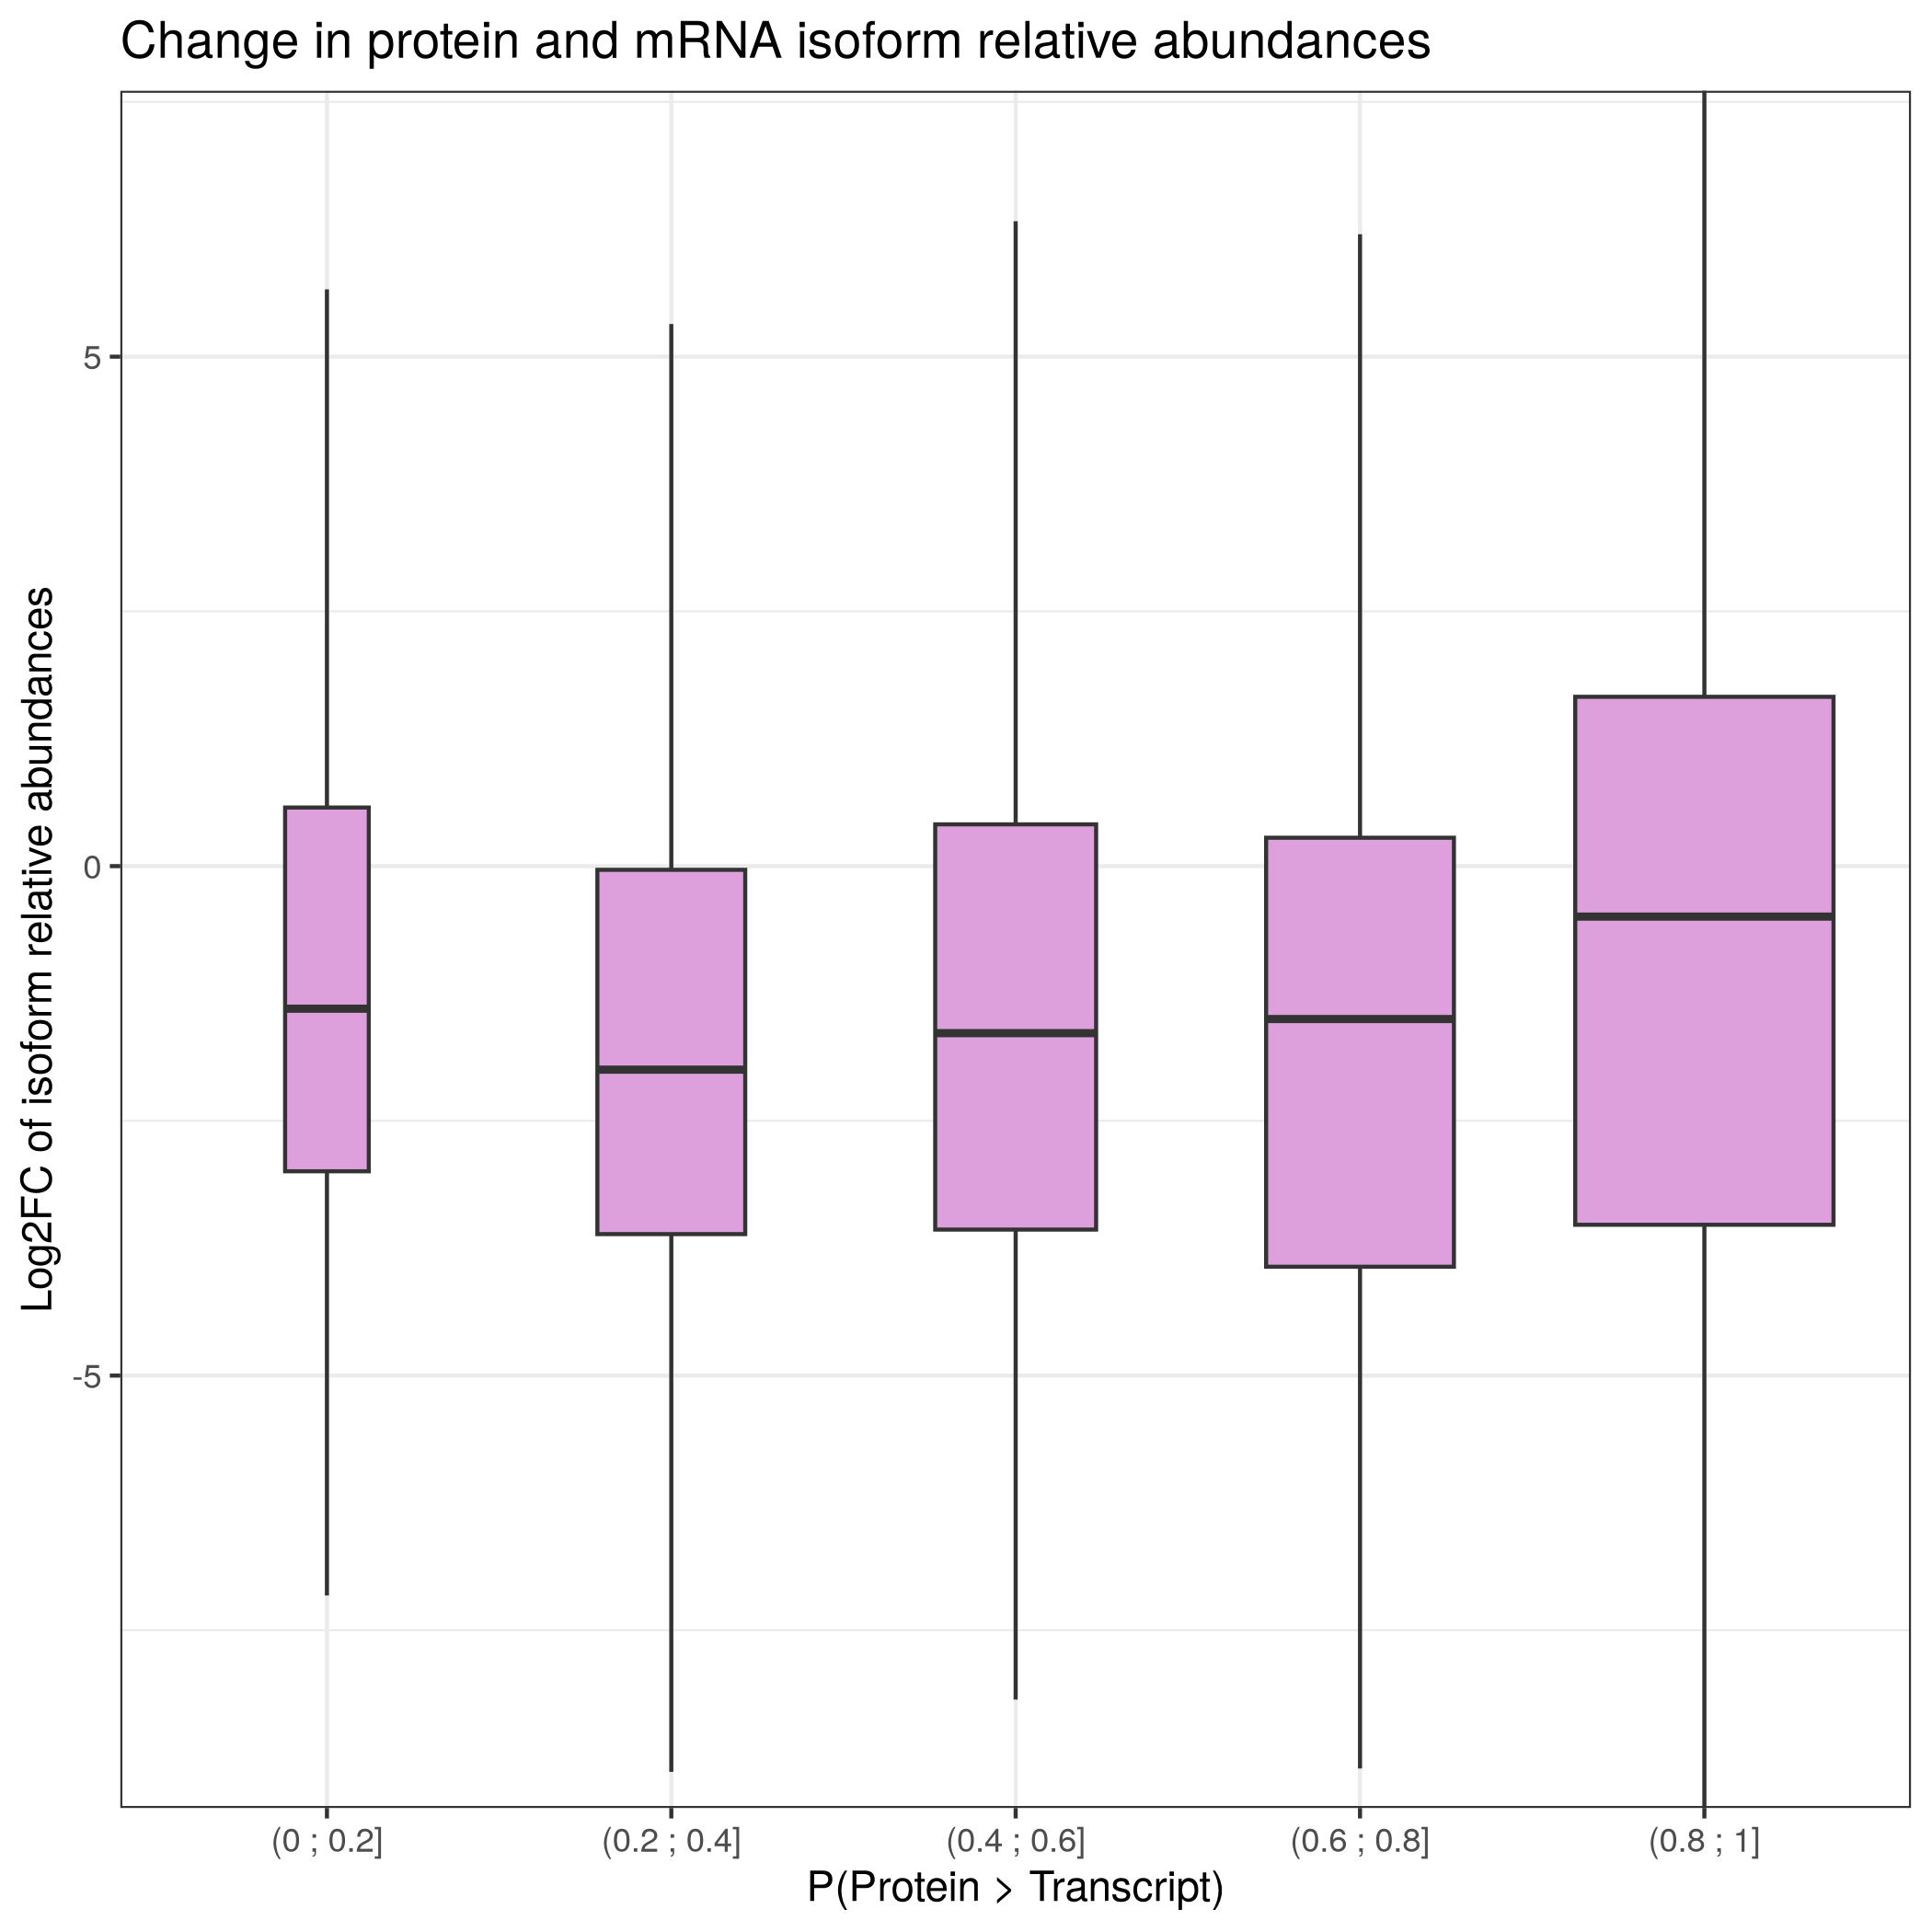 Change in protein and mRNA isoform relative abundances
Log2FC of isoform relative abundances
5
0
-5
(0 ; 0.2]
(0.2 ; 0.4]
(0.4 ; 0.6]
(0.6 ; 0.8]
(0.8 ; 1]
P(Protein > Transcript)